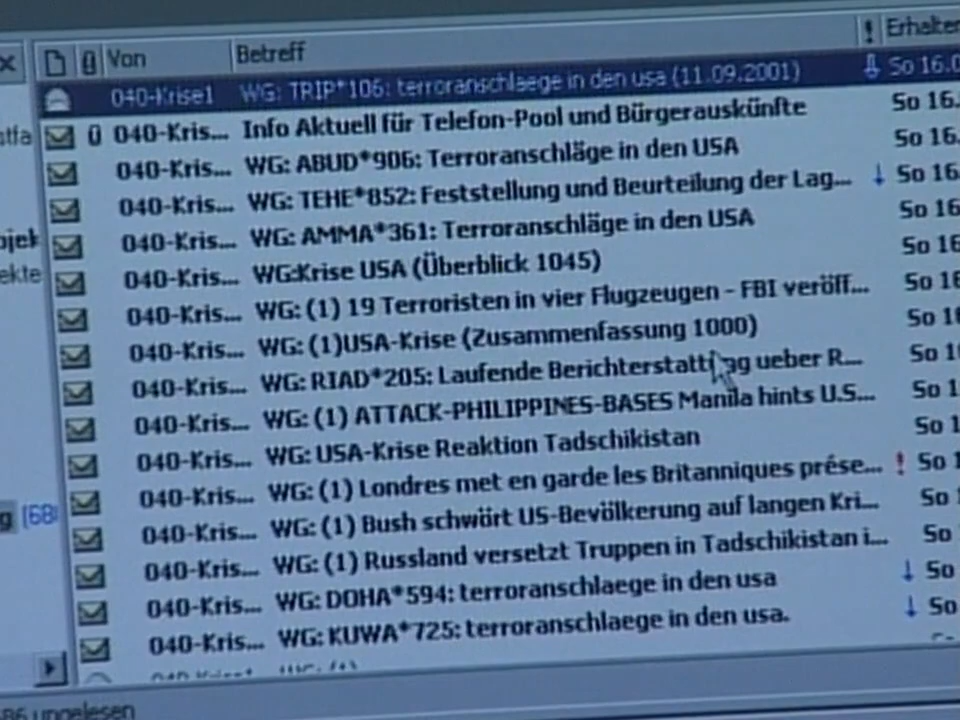 Von Betreff ! Erhalten
040-Krise1 WG: TRIP*106: terroranschlaege in den usa (11.09.2001) So 16.0
040-Kris... Info Aktuell für Telefon-Pool und Bürgerauskünfte So 16.
040-Kris... WG: ABUD*906: Terroranschläge in den USA So 16.
040-Kris... WG: TEHE*852: Feststellung und Beurteilung der Lag... So 16.
040-Kris... WG: AMMA*361: Terroranschläge in den USA So 16
040-Kris... WG:Krise USA (Überblick 1045) So 16
040-Kris... WG: (1) 19 Terroristen in vier Flugzeugen - FBI veröff... So 16
040-Kris... WG: (1)USA-Krise (Zusammenfassung 1000) So 1
040-Kris... WG: RIAD*205: Laufende Berichterstattung ueber R... So 1
040-Kris... WG: (1) ATTACK-PHILIPPINES-BASES Manila hints U.S... So 1
040-Kris... WG: USA-Krise Reaktion Tadschikistan So 1
040-Kris... WG: (1) Londres met en garde les Britanniques prése... ! So 1
040-Kris... WG: (1) Bush schwört US-Bevölkerung auf langen Kri... So
040-Kris... WG: (1) Russland versetzt Truppen in Tadschikistan i... So
040-Kris... WG: DOHA*594: terroranschlaege in den usa So
040-Kris... WG: KUWA*725: terroranschlaege in den usa. So
ojek
ekte
g [68
86 ungelesen